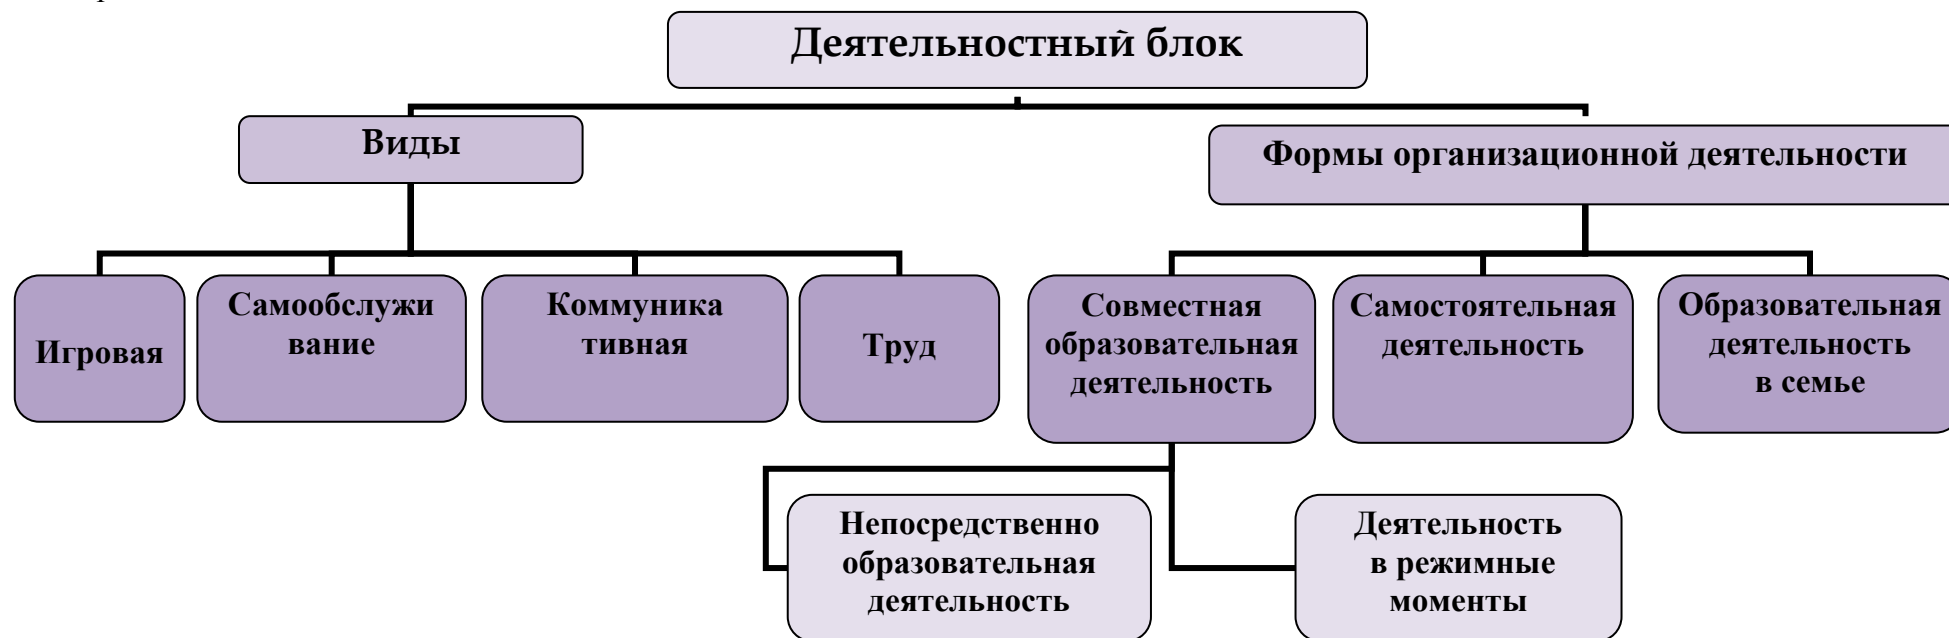 Деятельностный блок
Виды
Формы организационной деятельности
Игровая
Самообслужи
вание
Коммуника
тивная
Труд
Совместная
образовательная
деятельность
Самостоятельная
деятельность
Образовательная
деятельность
в семье
Непосредственно
образовательная
деятельность
Деятельность
в режимные
моменты